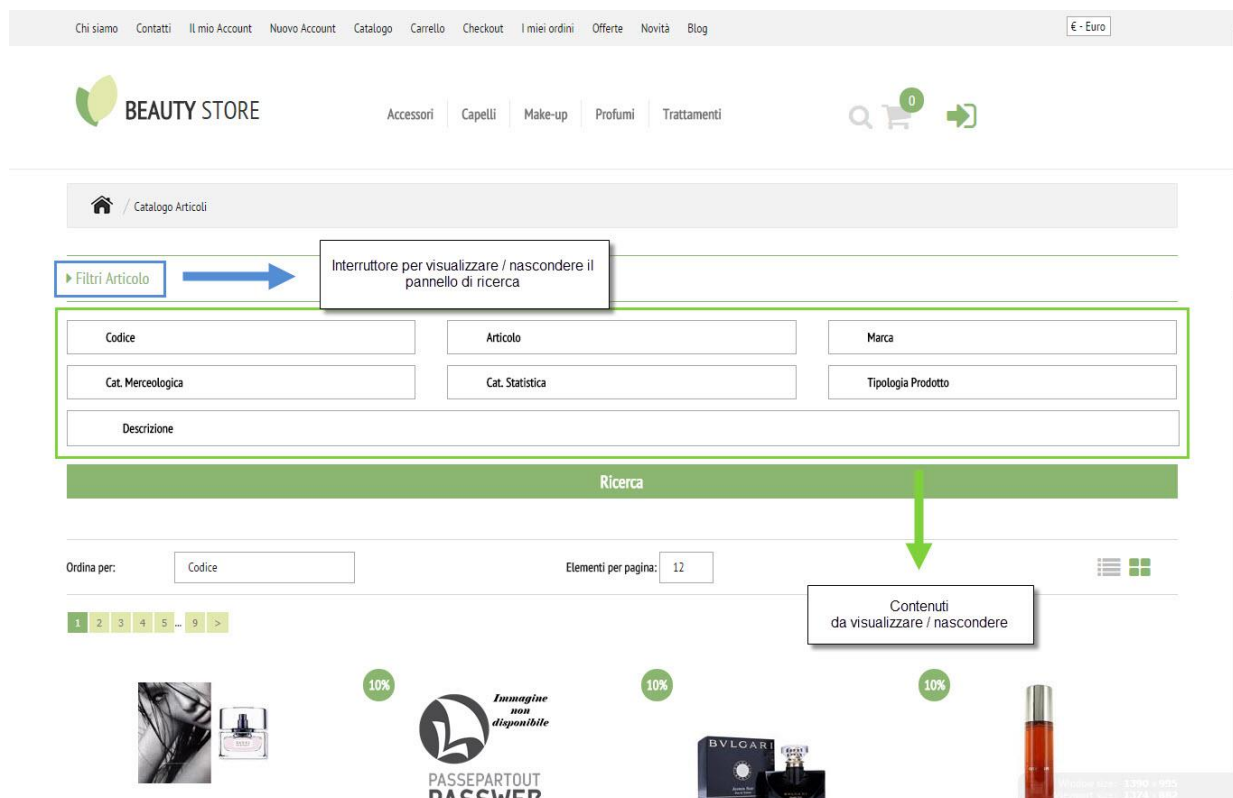 Chi siamo Contatti Il mio Account Nuovo Account Catalogo Carrello Checkout I miei ordini Offerte Novità Blog € - Euro
BEAUTY STORE Accessori Capelli Make-up Profumi Trattamenti 0
/ Catalogo Articoli
Filtri Articolo
Interruttore per visualizzare / nascondere il
pannello di ricerca
Codice Articolo Marca
Cat. Merceologica Cat. Statistica Tipologia Prodotto
Descrizione
Ricerca
Ordina per: Codice Elementi per pagina: 12
Contenuti
da visualizzare / nascondere
1 2 3 4 5 ... 9 >
10% 10% 10%
Immagine
non
disponibile
BVLGARI
PASSEPARTOUT
PASSWEB